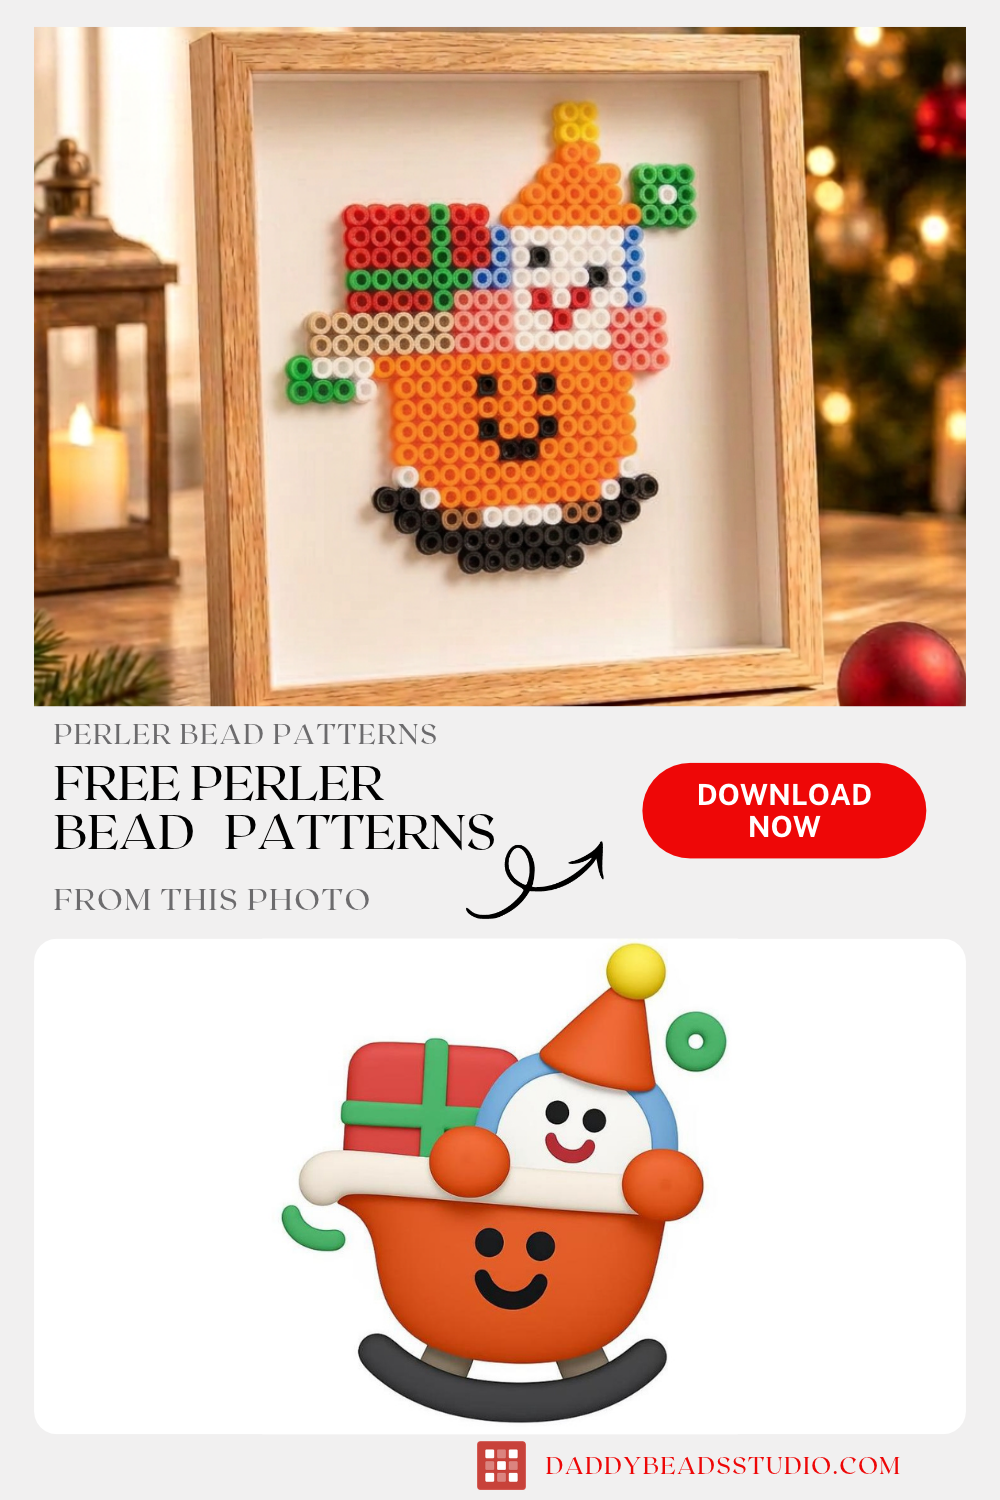 PERLER BEAD PATTERNS
FREE PERLER
BEAD PATTERNS
FROM THIS PHOTO
DOWNLOAD
NOW
DADDYBEADSSTUDIO.COM